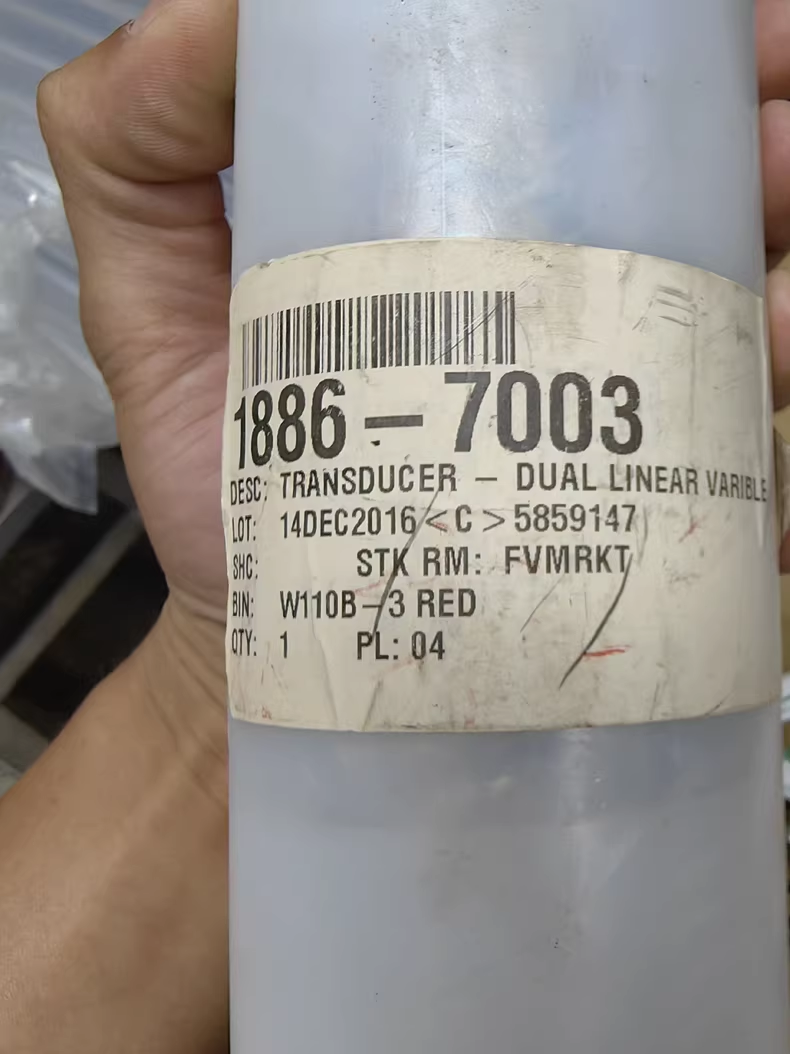 1886-7003
DESC: TRANSDUCER - DUAL LINEAR VARIBLE
LOT: 14DEC2016<C>5859147
SHC: STK RM: FVMRKT
BIN: W110B-3 RED
QTY: 1 PL: 04